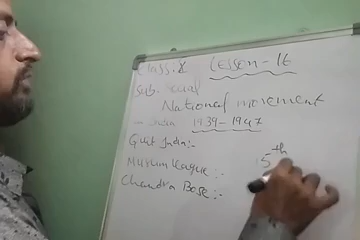 Class. 8 Lesson - 16
Sub. Social
National movement
1939 - 1947
Quit India :-
Muslim League :-
Chandra Bose :-
15th